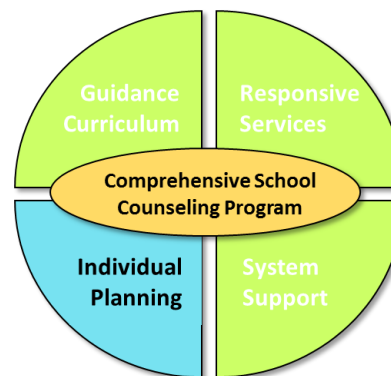 Guidance
Curriculum
Responsive
Services
Comprehensive School
Counseling Program
Individual
Planning
System
Support